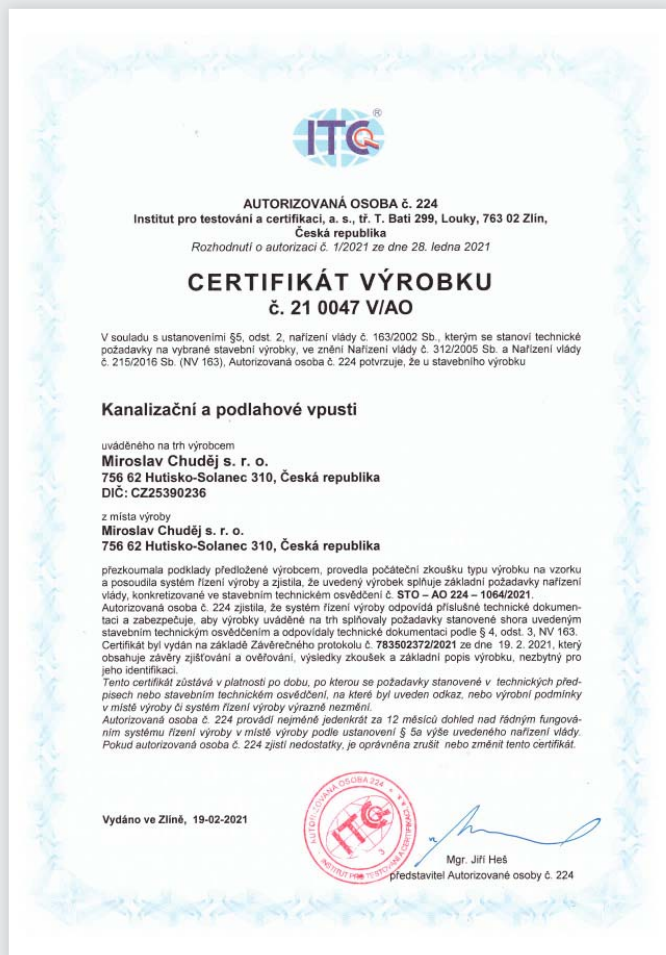 ITC ®
AUTORIZOVANÁ OSOBA č. 224
Institut pro testování a certifikaci, a. s., tř. T. Bati 299, Louky, 763 02 Zlín,
Česká republika
Rozhodnutí o autorizaci č. 1/2021 ze dne 28. ledna 2021
CERTIFIKÁT VÝROBKU
č. 21 0047 V/AO
V souladu s ustanoveními §5, odst. 2, nařízení vlády č. 163/2002 Sb., kterým se stanoví technické
požadavky na vybrané stavební výrobky, ve znění Nařízení vlády č. 312/2005 Sb. a Nařízení vlády
č. 215/2016 Sb. (NV 163), Autorizovaná osoba č. 224 potvrzuje, že u stavebního výrobku
Kanalizační a podlahové vpusti
uváděného na trh výrobcem
Miroslav Chuděj s. r. o.
756 62 Hutisko-Solanec 310, Česká republika
DIČ: CZ25390236
z místa výroby
Miroslav Chuděj s. r. o.
756 62 Hutisko-Solanec 310, Česká republika
přezkoumala podklady předložené výrobcem, provedla počáteční zkoušku typu výrobku na vzorku
a posoudila systém řízení výroby a zjistila, že uvedený výrobek splňuje základní požadavky nařízení
vlády, konkretizované ve stavebním technickém osvědčení č. STO – AO 224 – 1064/2021.
Autorizovaná osoba č. 224 zjistila, že systém řízení výroby odpovídá příslušné technické dokumen-
taci a zabezpečuje, aby výrobky uváděné na trh splňovaly požadavky stanovené shora uvedeným
stavebním technickým osvědčením a odpovídaly technické dokumentaci podle § 4, odst. 3, NV 163.
Certifikát byl vydán na základě Závěrečného protokolu č. 783502372/2021 ze dne 19. 2. 2021, který
obsahuje závěry zjišťování a ověřování, výsledky zkoušek a základní popis výrobku, nezbytný pro
jeho identifikaci.
Tento certifikát zůstává v platnosti po dobu, po kterou se požadavky stanovené v technických před-
pisech nebo stavebním technickém osvědčení, na které byl uveden odkaz, nebo výrobní podmínky
v místě výroby či systém řízení výroby výrazně nezmění.
Autorizovaná osoba č. 224 provádí nejméně jedenkrát za 12 měsíců dohled nad řádným fungová-
ním systému řízení výroby v místě výroby podle ustanovení § 5a výše uvedeného nařízení vlády.
Pokud autorizovaná osoba č. 224 zjistí nedostatky, je oprávněna zrušit nebo změnit tento certifikát.
Vydáno ve Zlíně, 19-02-2021
AUTORIZOVANÁ OSOBA 224
ITC
3
INSTITUT PRO TESTOVÁNÍ A CERTIFIKACI
Mgr. Jiří Heš
představitel Autorizované osoby č. 224